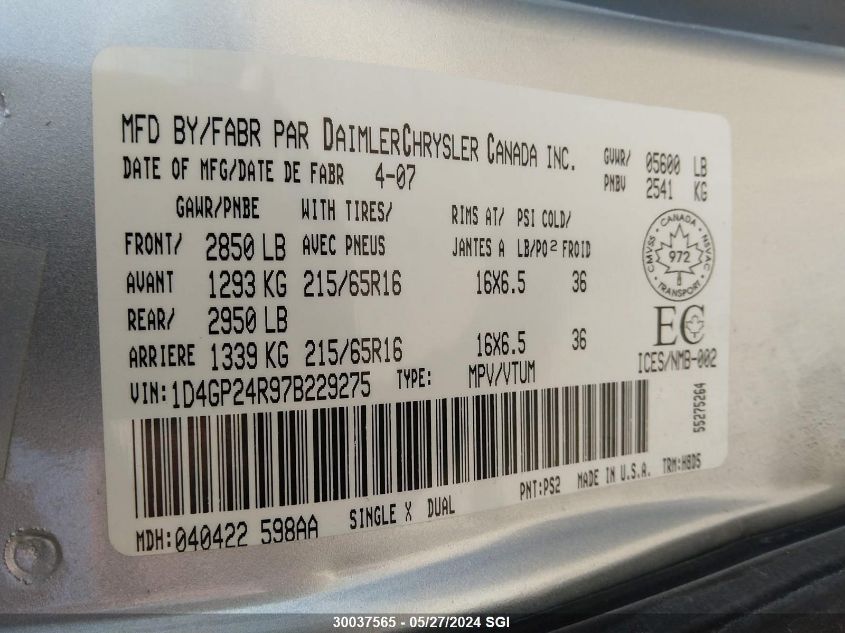 MFD BY/FABR PAR DAIMLERCHRYSLER CANADA INC.
DATE OF MFG/DATE DE FABR 4-07
GVWR/ 05600 LB
PNBV 2541 KG
GAWR/PNBE WITH TIRES/ RIMS AT/ PSI COLD/
FRONT/ 2850 LB AVEC PNEUS JANTES A LB/PO2 FROID
AVANT 1293 KG 215/65R16 16X6.5 36
REAR/ 2950 LB
ARRIERE 1339 KG 215/65R16 16X6.5 36
CANADA
CMVSS NSVAC
972
TRANSPORT
EC
ICES/NMB-002
VIN: 1D4GP24R97B229275 TYPE: MPV/VTUM
55275264
MDH: 040422 598AA SINGLE X DUAL PNT:PS2 MADE IN U.S.A. TRM:H8D5
30037565 - 05/27/2024 SGI